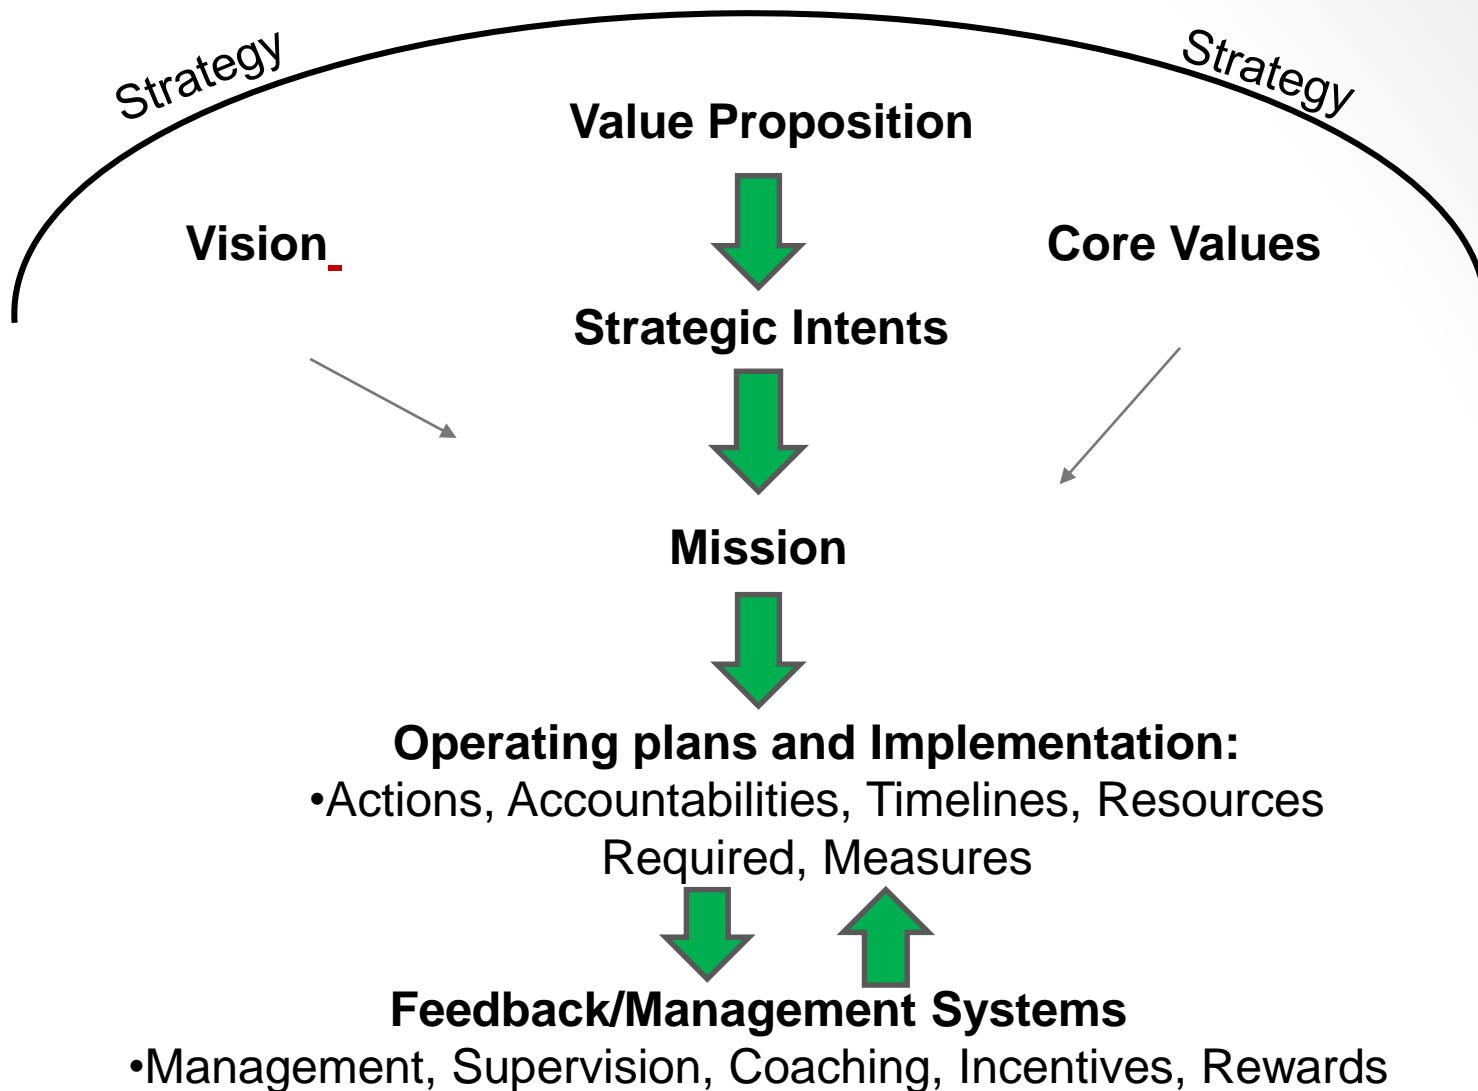 Strategy
Strategy
Value Proposition
Vision
Core Values
Strategic Intents
Mission
Operating plans and Implementation:
•Actions, Accountabilities, Timelines, Resources
Required, Measures
Feedback/Management Systems
•Management, Supervision, Coaching, Incentives, Rewards